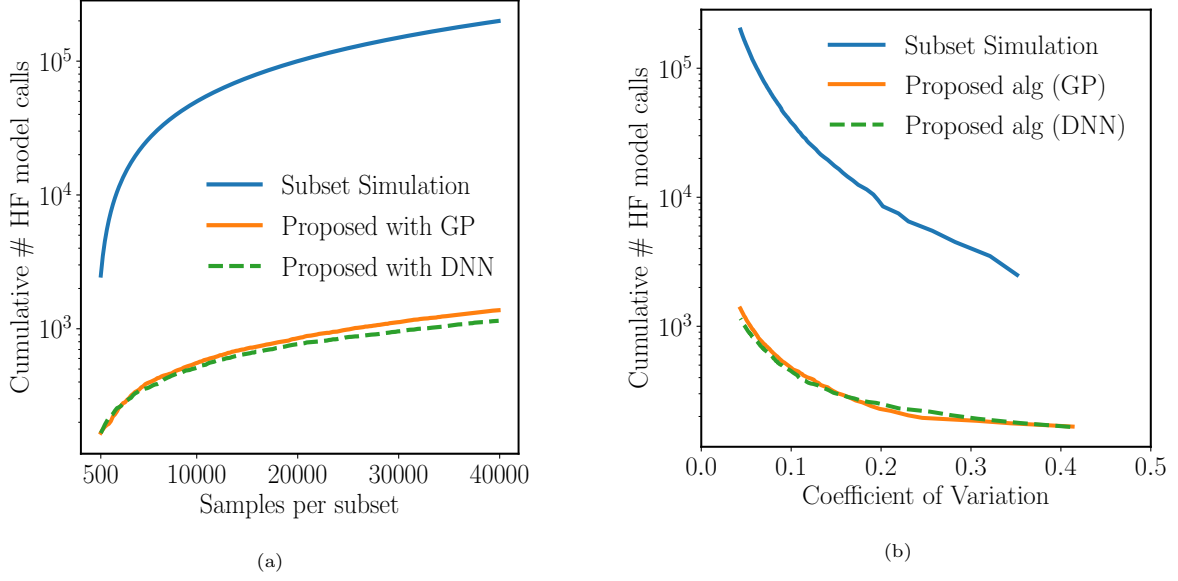 Cumulative # HF model calls
10^5
10^4
10^3
Subset Simulation
Proposed with GP
Proposed with DNN
500 10000 20000 30000 40000
Samples per subset
(a)
Cumulative # HF model calls
10^5
10^4
10^3
Subset Simulation
Proposed alg (GP)
Proposed alg (DNN)
0.0 0.1 0.2 0.3 0.4 0.5
Coefficient of Variation
(b)